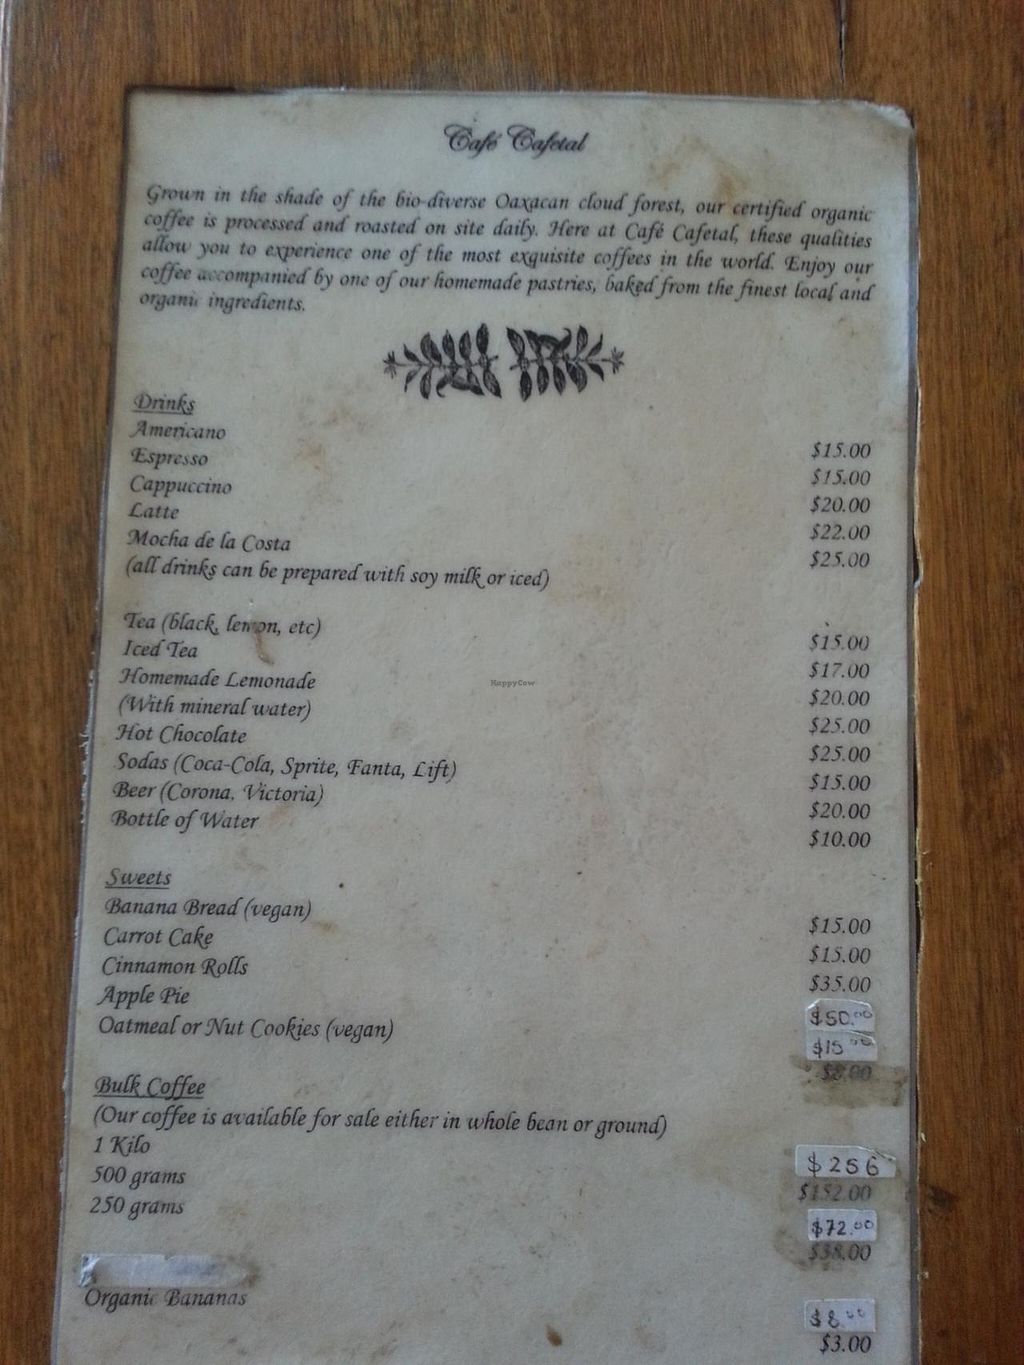 Café Cafetal
Grown in the shade of the bio-diverse Oaxacan cloud forest, our certified organic
coffee is processed and roasted on site daily. Here at Café Cafetal, these qualities
allow you to experience one of the most exquisite coffees in the world. Enjoy our
coffee accompanied by one of our homemade pastries, baked from the finest local and
organic ingredients.
Drinks
Americano $15.00
Espresso $15.00
Cappuccino $20.00
Latte $22.00
Mocha de la Costa $25.00
(all drinks can be prepared with soy milk or iced)
Tea (black, lemon, etc) $15.00
Iced Tea $17.00
Homemade Lemonade $20.00
(With mineral water) $25.00
Hot Chocolate $25.00
Sodas (Coca-Cola, Sprite, Fanta, Lift) $15.00
Beer (Corona, Victoria) $20.00
Bottle of Water $10.00
HappyCow
Sweets
Banana Bread (vegan) $15.00
Carrot Cake $15.00
Cinnamon Rolls $35.00
Apple Pie $50.00
Oatmeal or Nut Cookies (vegan) $15.00
$8.00
Bulk Coffee
(Our coffee is available for sale either in whole bean or ground)
1 Kilo $256
500 grams $152.00
250 grams $72.00
$38.00
$8.00
Organic Bananas $3.00